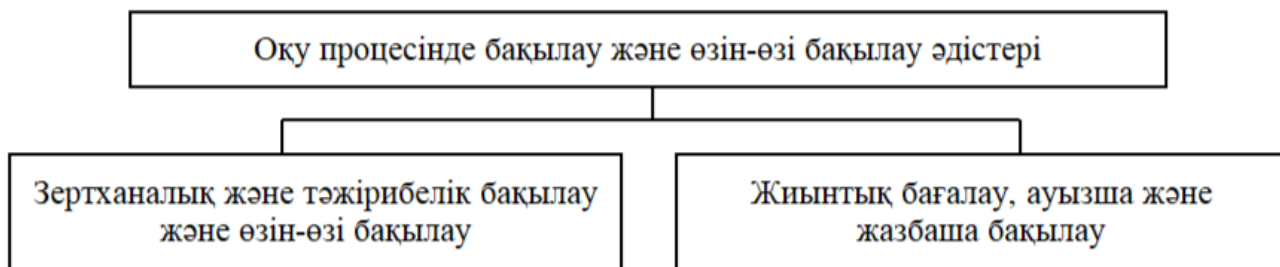 Оқу процесінде бақылау және өзін-өзі бақылау әдістері
Зертханалық және тәжірибелік бақылау
және өзін-өзі бақылау
Жиынтық бағалау, ауызша және
жазбаша бақылау